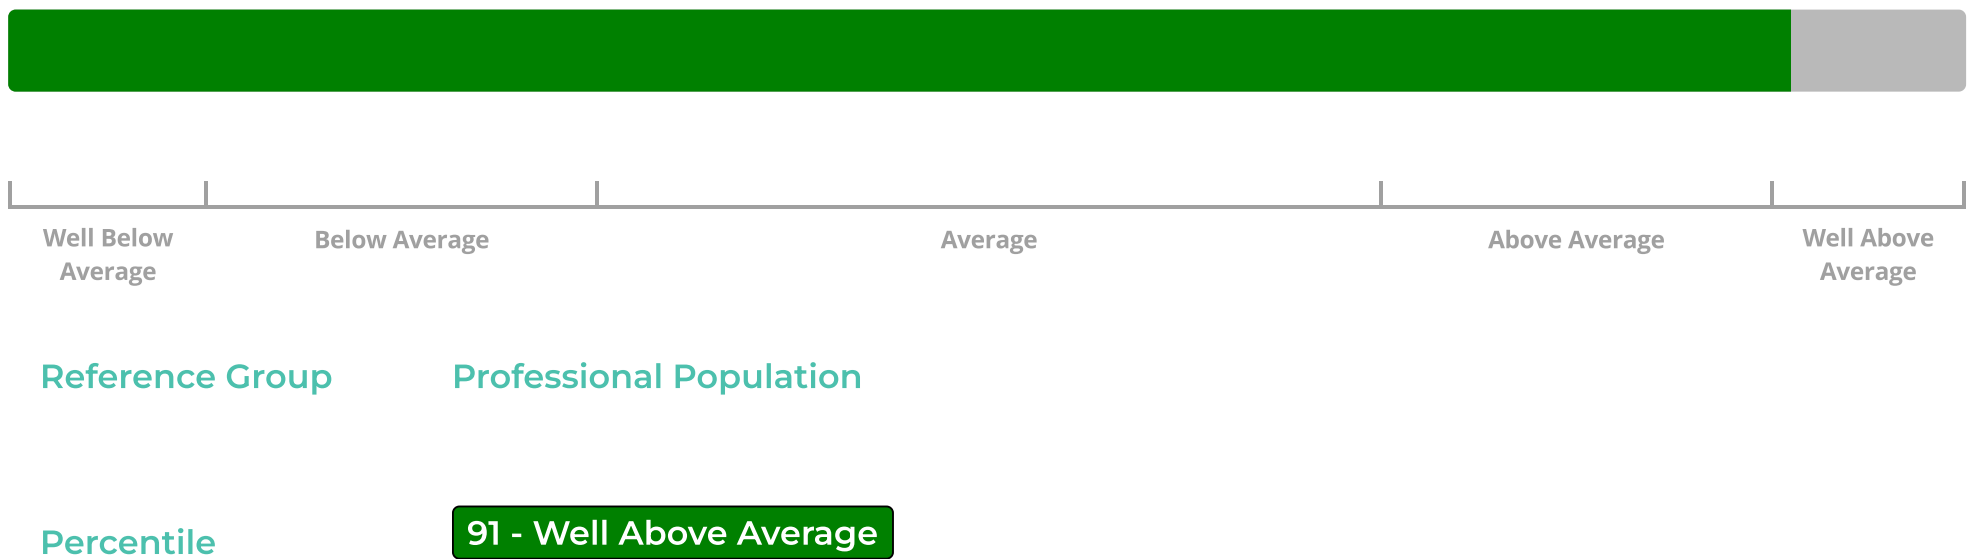 Well Below
Average
Below Average
Average
Above Average
Well Above
Average
Reference Group
Professional Population
Percentile
91 - Well Above Average